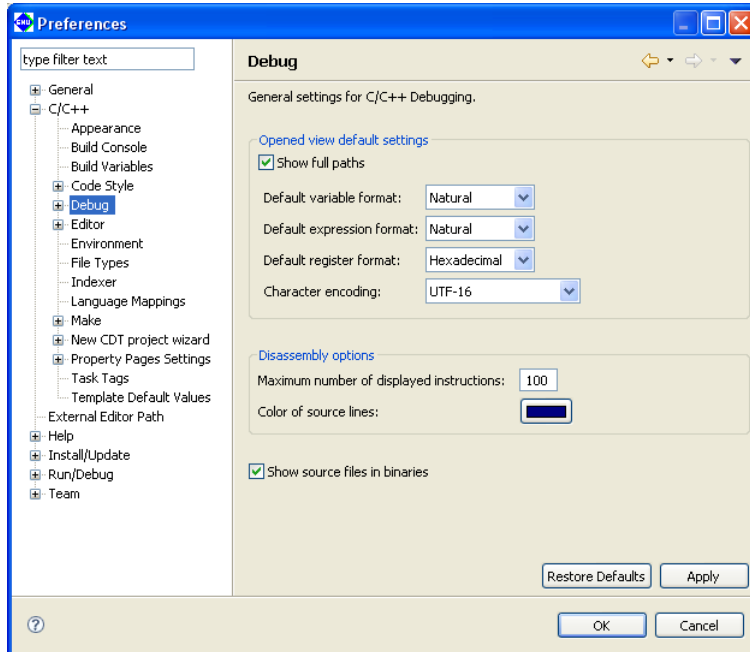 GNU Preferences
type filter text
Debug
General
C/C++
Appearance
Build Console
Build Variables
Code Style
Debug
Editor
Environment
File Types
Indexer
Language Mappings
Make
New CDT project wizard
Property Pages Settings
Task Tags
Template Default Values
External Editor Path
Help
Install/Update
Run/Debug
Team
General settings for C/C++ Debugging.
Opened view default settings
Show full paths
Default variable format: Natural
Default expression format: Natural
Default register format: Hexadecimal
Character encoding: UTF-16
Disassembly options
Maximum number of displayed instructions: 100
Color of source lines:
Show source files in binaries
Restore Defaults Apply
? OK Cancel